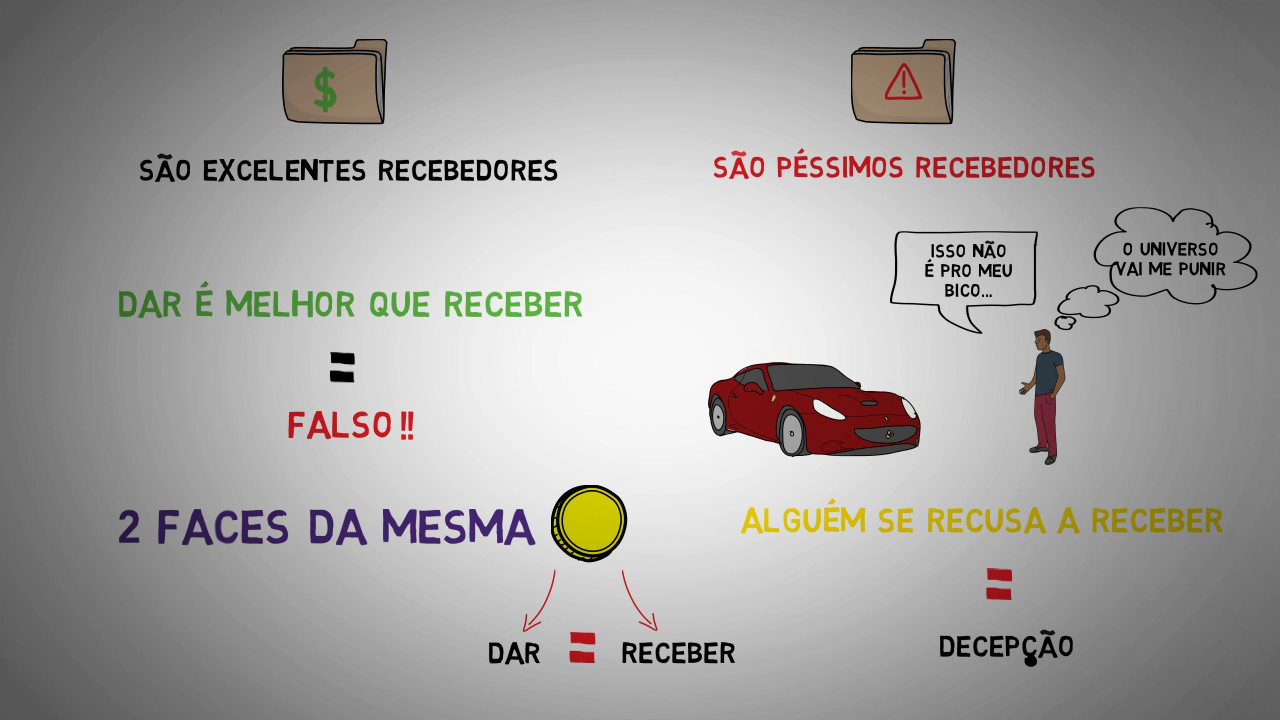 $
SÃO EXCELENTES RECEBEDORES
DAR É MELHOR QUE RECEBER
=
FALSO!!
2 FACES DA MESMA
DAR = RECEBER
!
SÃO PÉSSIMOS RECEBEDORES
ISSO NÃO
É PRO MEU
BICO...
O UNIVERSO
VAI ME PUNIR
ALGUÉM SE RECUSA A RECEBER
=
DECEPÇÃO